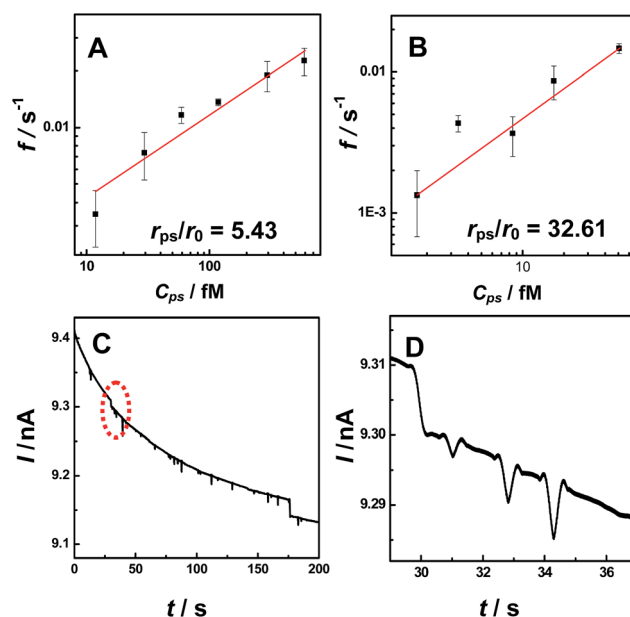 A
f / s⁻¹
0.01
r_ps/r_0 = 5.43
10
100
C_ps / fM
B
f / s⁻¹
0.01
1E-3
r_ps/r_0 = 32.61
10
C_ps / fM
C
I / nA
9.4
9.3
9.2
9.1
0
50
100
150
200
t / s
D
I / nA
9.31
9.30
9.29
30
32
34
36
t / s